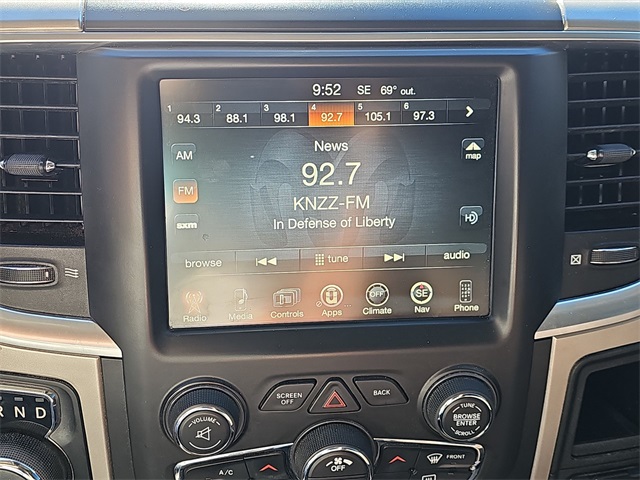 9:52 SE 69° out.
1 94.3 2 88.1 3 98.1 4 92.7 5 105.1 6 97.3
News
AM
map
92.7
FM
KNZZ-FM
sxm
In Defense of Liberty
HD
browse tune audio
Radio Media Controls Apps Climate Nav Phone
OFF SE
SCREEN OFF
BACK
RND
VOLUME
TUNE
BROWSE
ENTER
SCROLL
A/C
OFF
FRONT